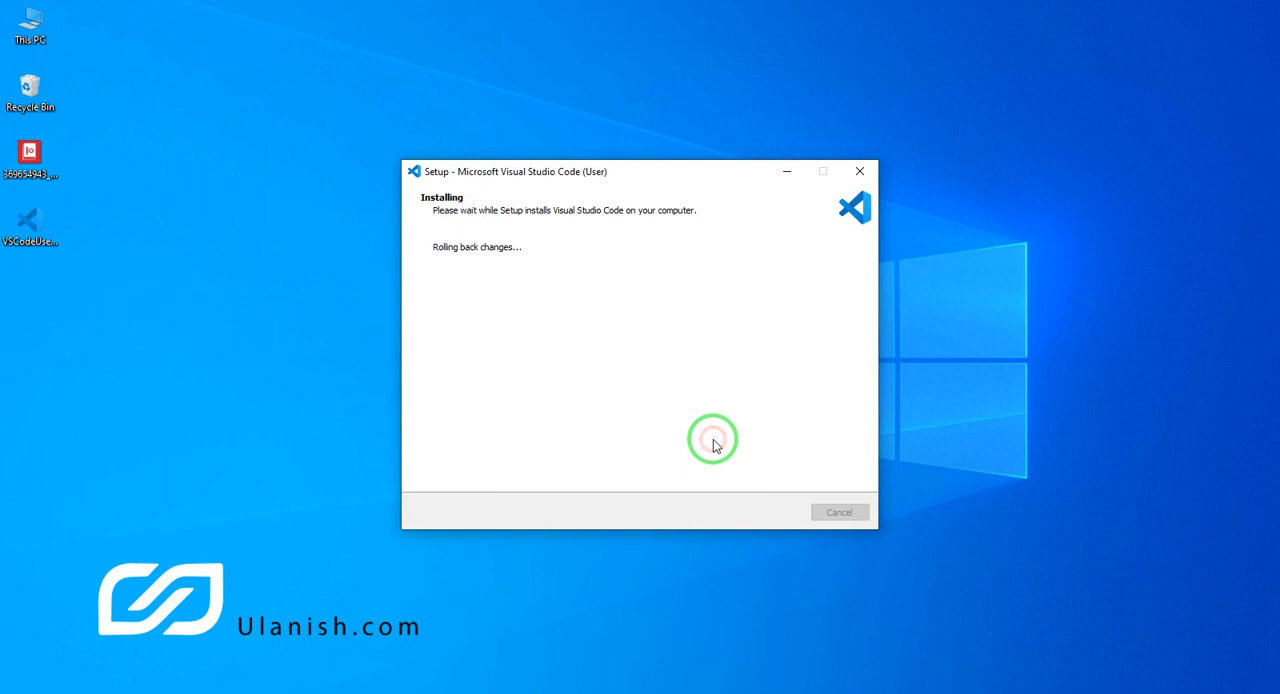 This PC
Recycle Bin
369654943_...
VSCodeUse...
Setup - Microsoft Visual Studio Code (User)
Installing
Please wait while Setup installs Visual Studio Code on your computer.
Rolling back changes...
Cancel
Ulanish.com